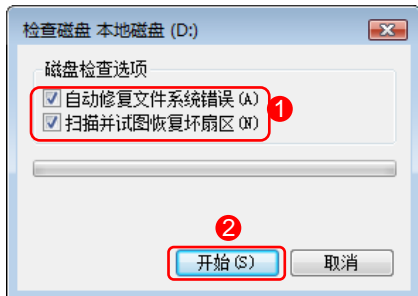 检查磁盘 本地磁盘 (D:)
磁盘检查选项
自动修复文件系统错误(A)
1
扫描并试图恢复坏扇区(N)
2
开始(S)
取消